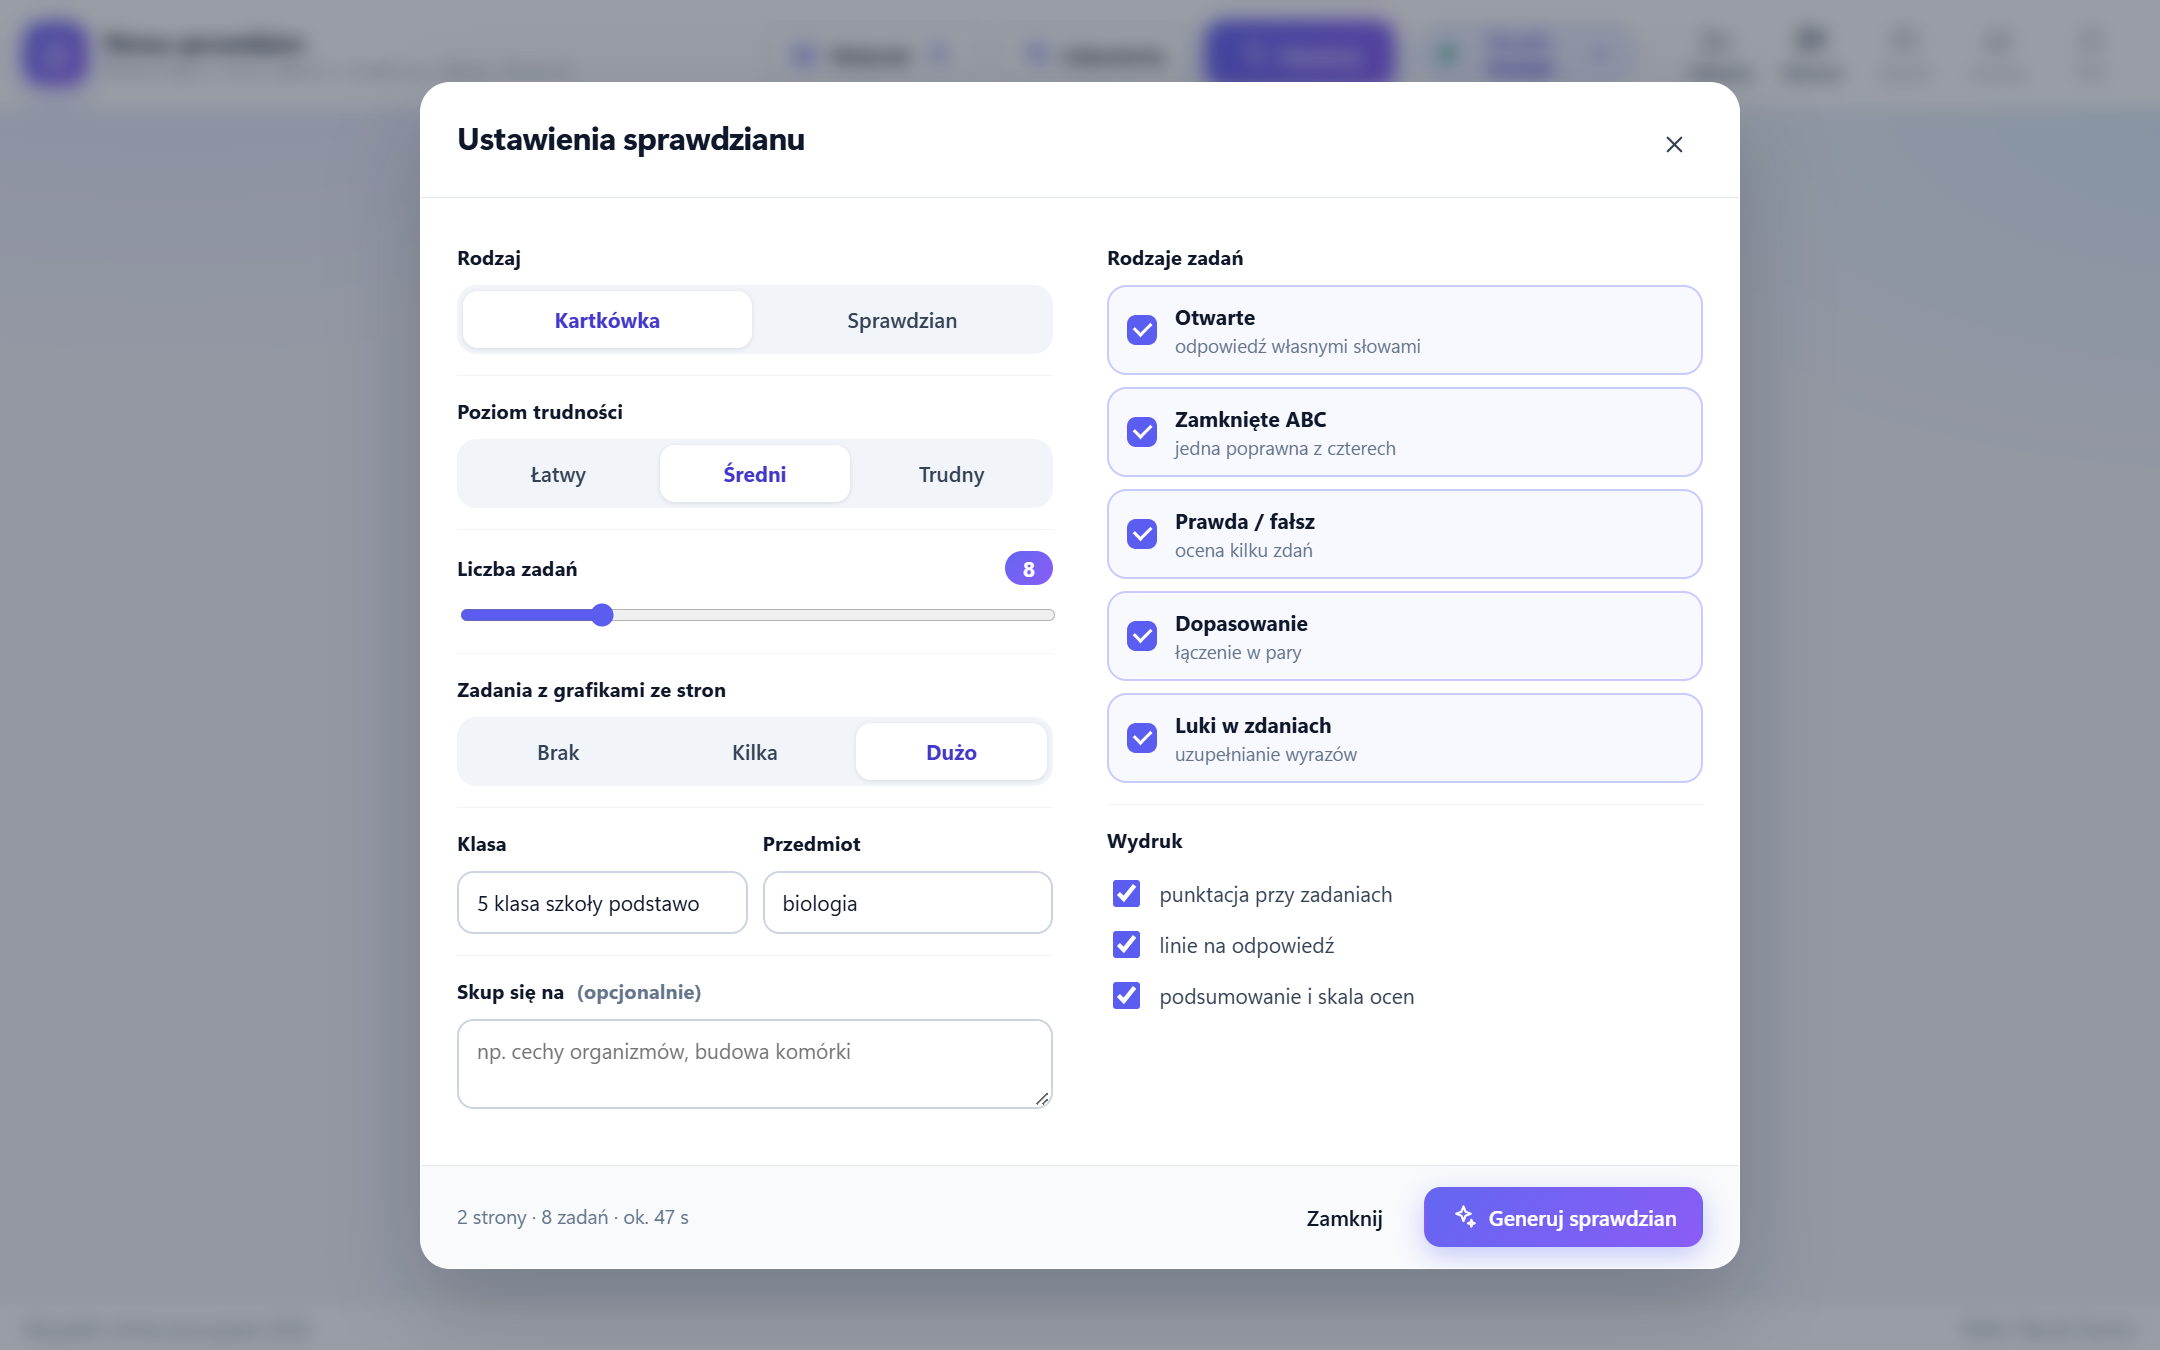 Ustawienia sprawdzianu
Rodzaj
Kartkówka
Sprawdzian
Poziom trudności
Łatwy
Średni
Trudny
Liczba zadań
8
Zadania z grafikami ze stron
Brak
Kilka
Dużo
Klasa
Przedmiot
5 klasa szkoły podstawo
biologia
Skup się na (opcjonalnie)
np. cechy organizmów, budowa komórki
Rodzaje zadań
Otwarte
odpowiedź własnymi słowami
Zamknięte ABC
jedna poprawna z czterech
Prawda / fałsz
ocena kilku zdań
Dopasowanie
łączenie w pary
Luki w zdaniach
uzupełnianie wyrazów
Wydruk
punktacja przy zadaniach
linie na odpowiedź
podsumowanie i skala ocen
2 strony · 8 zadań · ok. 47 s
Zamknij
Generuj sprawdzian